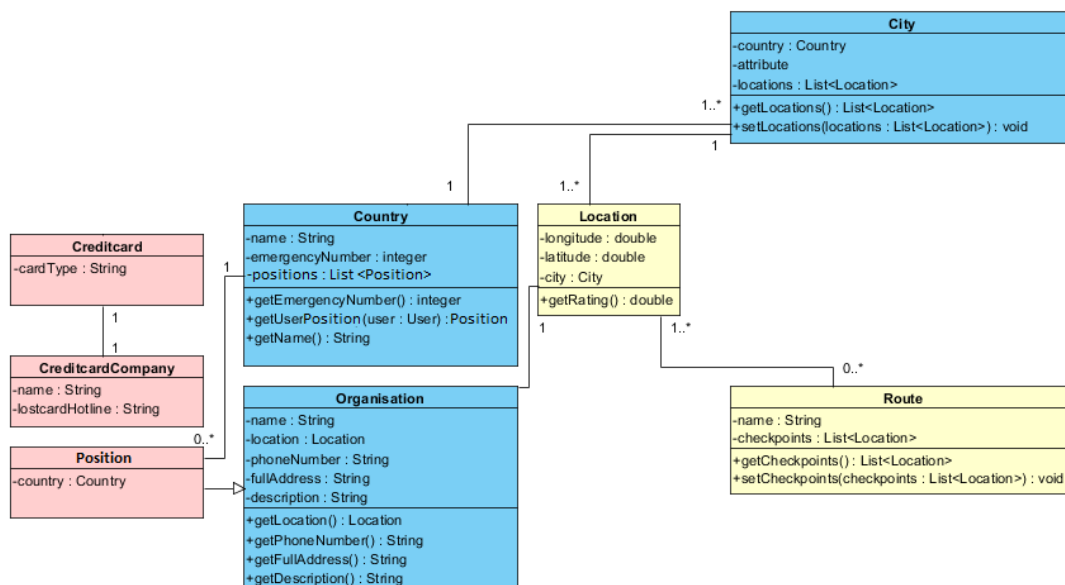 City
-country : Country
-attribute
-locations : List<Location>
+getLocations() : List<Location>
+setLocations(locations : List<Location>) : void
1..*
1
1
1..*
Country
-name : String
-emergencyNumber : integer
-positions : List <Position>
+getEmergencyNumber() : integer
+getUserPosition(user : User) : Position
+getName() : String
Location
-longitude : double
-latitude : double
-city : City
+getRating() : double
Creditcard
-cardType : String
1
1
1
1
1..*
CreditcardCompany
-name : String
-lostcardHotline : String
0..*
0..*
Position
-country : Country
Organisation
-name : String
-location : Location
-phoneNumber : String
-fullAddress : String
-description : String
+getLocation() : Location
+getPhoneNumber() : String
+getFullAddress() : String
+getDescription() : String
Route
-name : String
-checkpoints : List<Location>
+getCheckpoints() : List<Location>
+setCheckpoints(checkpoints : List<Location>) : void